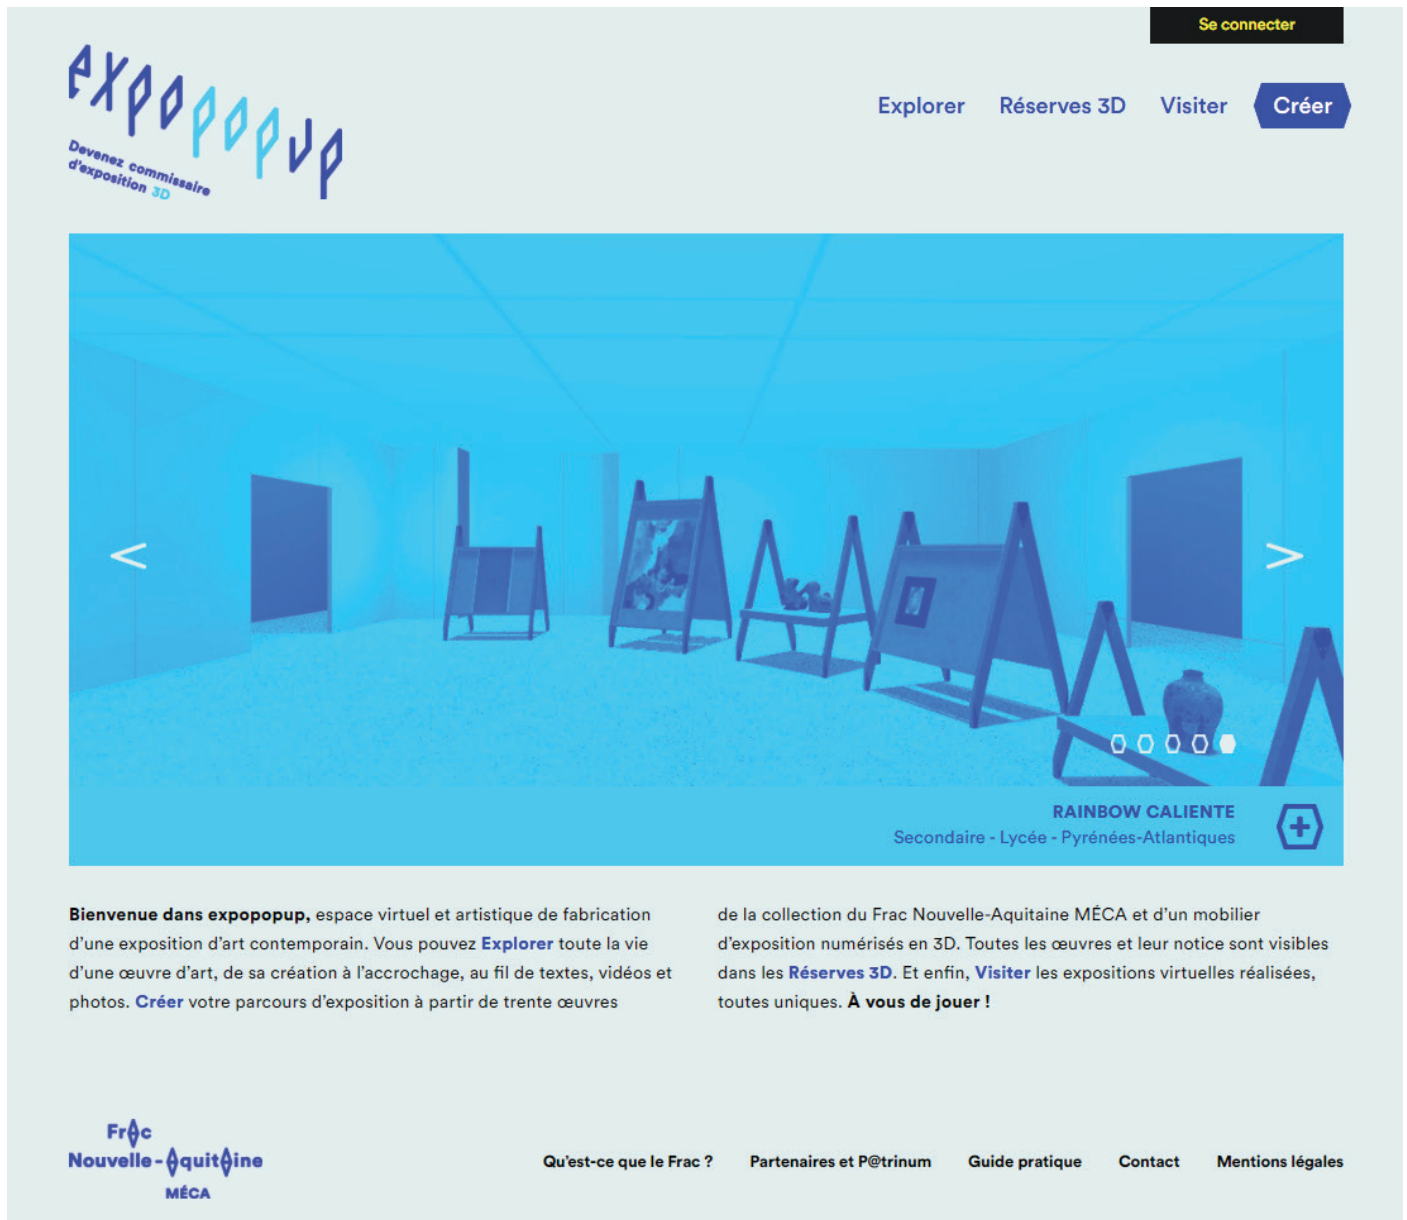 Se connecter
expopopup
Devenez commissaire
d'exposition 3D
Explorer Réserves 3D Visiter Créer
< >
RAINBOW CALIENTE
Secondaire - Lycée - Pyrénées-Atlantiques
Bienvenue dans expopopup, espace virtuel et artistique de fabrication
d'une exposition d'art contemporain. Vous pouvez Explorer toute la vie
d'une œuvre d'art, de sa création à l'accrochage, au fil de textes, vidéos et
photos. Créer votre parcours d'exposition à partir de trente œuvres
de la collection du Frac Nouvelle-Aquitaine MÉCA et d'un mobilier
d'exposition numérisés en 3D. Toutes les œuvres et leur notice sont visibles
dans les Réserves 3D. Et enfin, Visiter les expositions virtuelles réalisées,
toutes uniques. À vous de jouer !
Frac
Nouvelle-Aquitaine
MÉCA
Qu'est-ce que le Frac ? Partenaires et P@trinum Guide pratique Contact Mentions légales